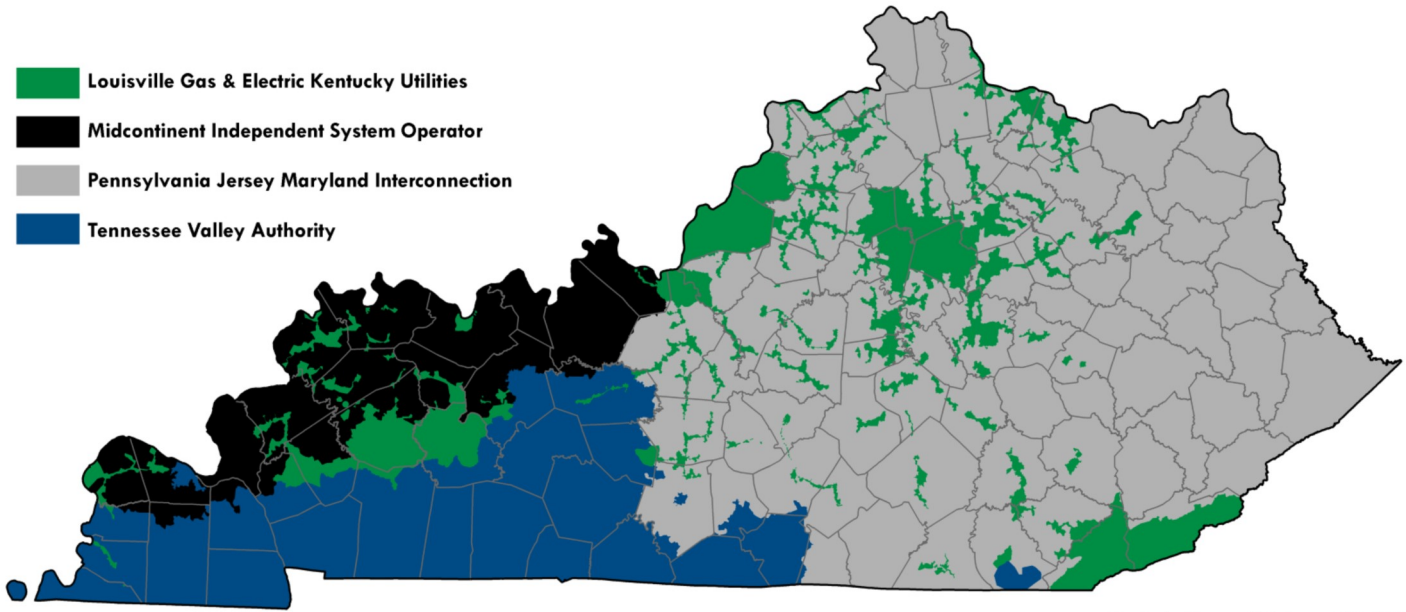 Louisville Gas & Electric Kentucky Utilities
Midcontinent Independent System Operator
Pennsylvania Jersey Maryland Interconnection
Tennessee Valley Authority